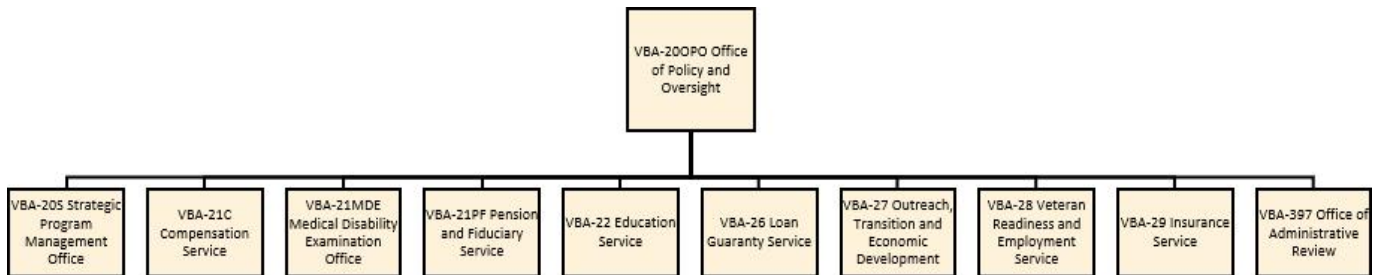 VBA-20OPO Office
of Policy and
Oversight
VBA-20S Strategic
Program
Management
Office
VBA-21C
Compensation
Service
VBA-21MDE
Medical Disability
Examination
Office
VBA-21PF Pension
and Fiduciary
Service
VBA-22 Education
Service
VBA-26 Loan
Guaranty Service
VBA-27 Outreach,
Transition and
Economic
Development
VBA-28 Veteran
Readiness and
Employment
Service
VBA-29 Insurance
Service
VBA-397 Office of
Administrative
Review